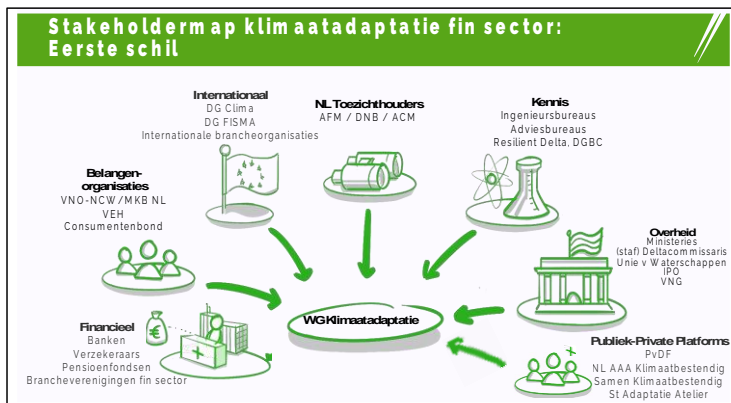 Stakeholdermap klimaatadaptatie fin sector:
Eerste schil
Internationaal
DG Clima
DG FISMA
Internationale brancheorganisaties
NL Toezichthouders
AFM / DNB / ACM
Kennis
Ingenieursbureaus
Adviesbureaus
Resilient Delta, DGBC
Belangen-
organisaties
VNO-NCW/MKB NL
VEH
Consumentenbond
Overheid
Ministeries
(staf) Deltacommissaris
Unie v Waterschappen
IPO
VNG
WG Klimaatadaptatie
Financieel
Banken
Verzekeraars
Pensioenfondsen
Brancheverenigingen fin sector
Publiek-Private Platforms
PvDF
NL AAA Klimaatbestendig
Samen Klimaatbestendig
St Adaptatie Atelier